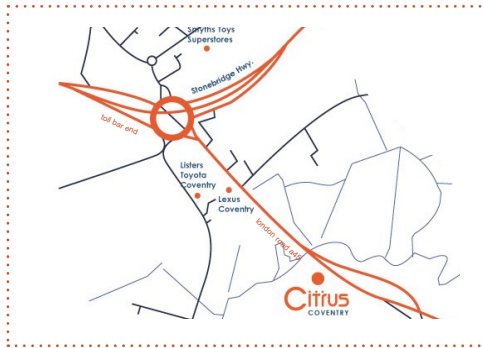 Smyths Toys
Superstores
Stonebridge Hwy.
toll bar end
Listers
Toyota
Coventry
Lexus
Coventry
london road a45
Citrus
COVENTRY